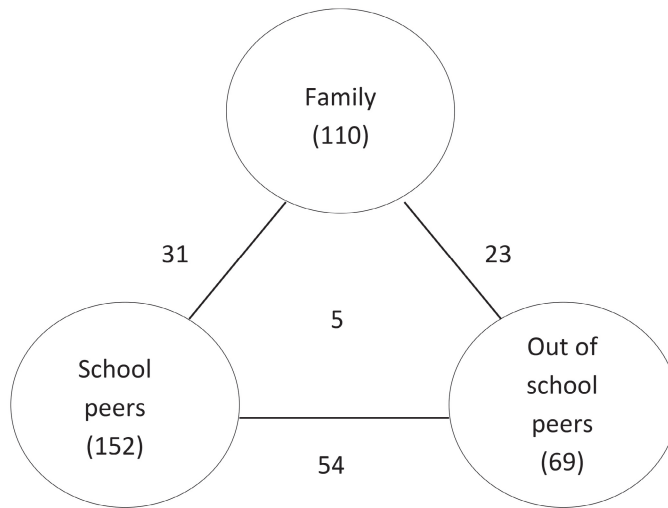 Family
(110)
31
23
5
School
peers
(152)
Out of
school
peers
(69)
54